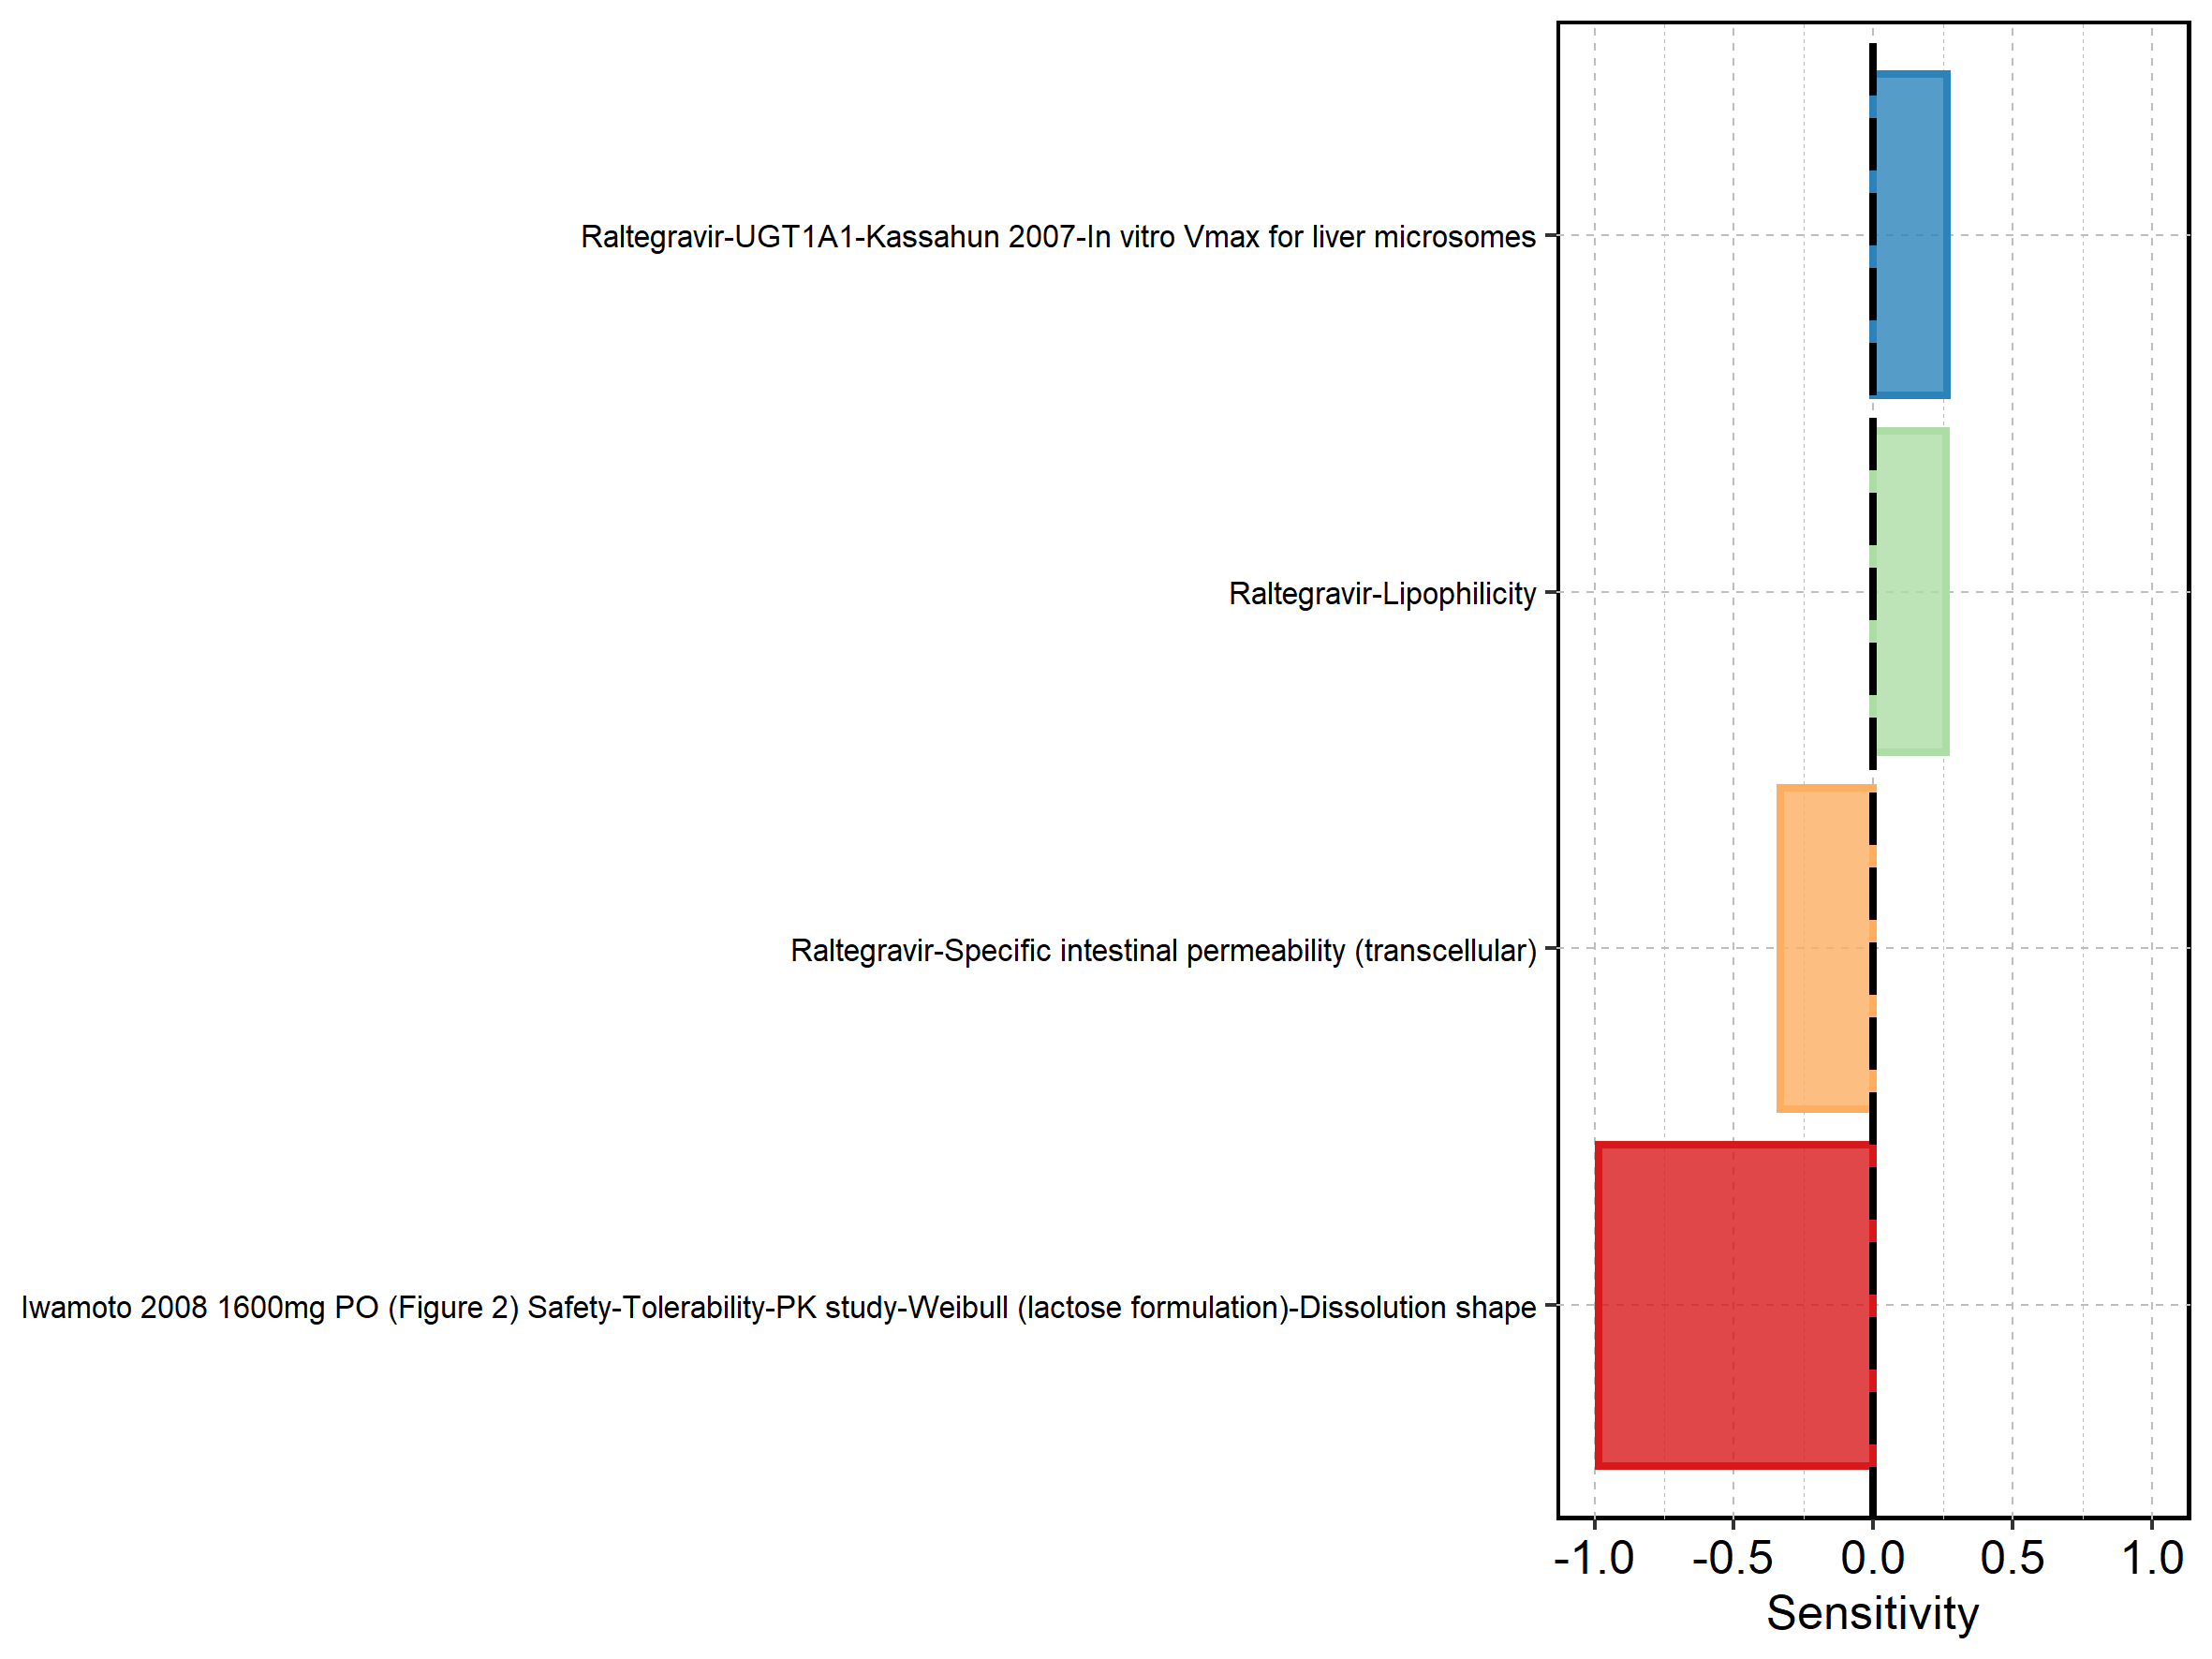 Raltegravir-UGT1A1-Kassahun 2007-In vitro Vmax for liver microsomes
Raltegravir-Lipophilicity
Raltegravir-Specific intestinal permeability (transcellular)
Iwamoto 2008 1600mg PO (Figure 2) Safety-Tolerability-PK study-Weibull (lactose formulation)-Dissolution shape
-1.0 -0.5 0.0 0.5 1.0
Sensitivity